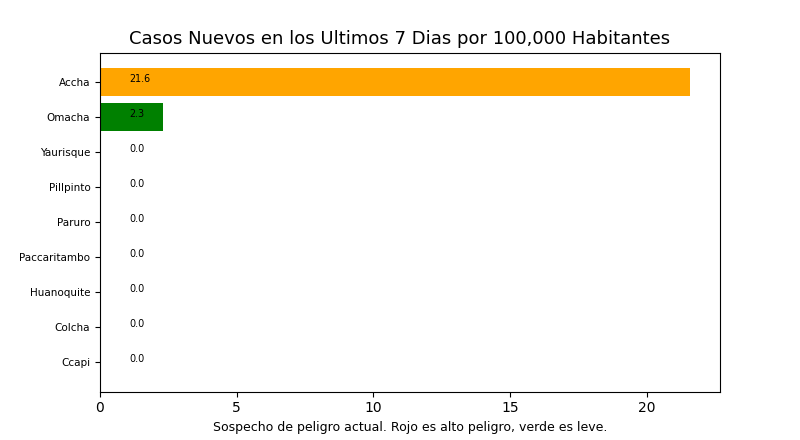 Casos Nuevos en los Ultimos 7 Dias por 100,000 Habitantes
Accha 21.6
Omacha 2.3
Yaurisque 0.0
Pillpinto 0.0
Paruro 0.0
Paccaritambo 0.0
Huanoquite 0.0
Colcha 0.0
Ccapi 0.0
0 5 10 15 20
Sospecho de peligro actual. Rojo es alto peligro, verde es leve.